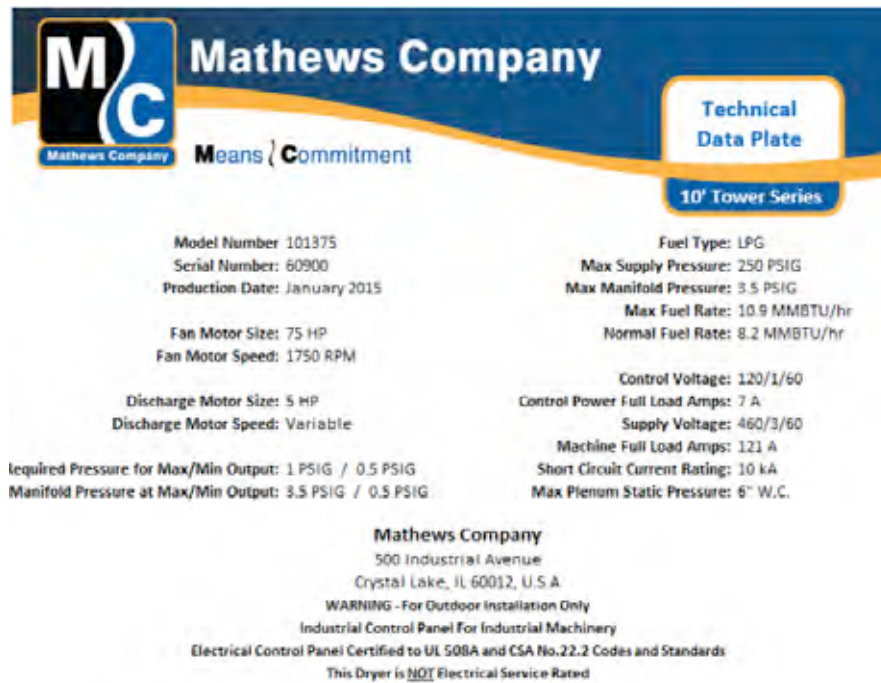 M C
Mathews Company
Mathews Company
Means Commitment
Technical
Data Plate
10' Tower Series
Model Number 101375
Serial Number: 60900
Production Date: January 2015
Fan Motor Size: 75 HP
Fan Motor Speed: 1750 RPM
Discharge Motor Size: 5 HP
Discharge Motor Speed: Variable
Required Pressure for Max/Min Output: 1 PSIG / 0.5 PSIG
Manifold Pressure at Max/Min Output: 3.5 PSIG / 0.5 PSIG
Fuel Type: LPG
Max Supply Pressure: 250 PSIG
Max Manifold Pressure: 3.5 PSIG
Max Fuel Rate: 10.9 MMBTU/hr
Normal Fuel Rate: 8.2 MMBTU/hr
Control Voltage: 120/1/60
Control Power Full Load Amps: 7 A
Supply Voltage: 460/3/60
Machine Full Load Amps: 121 A
Short Circuit Current Rating: 10 kA
Max Plenum Static Pressure: 6" W.C.
Mathews Company
500 Industrial Avenue
Crystal Lake, IL 60012, U.S.A
WARNING - For Outdoor Installation Only
Industrial Control Panel For Industrial Machinery
Electrical Control Panel Certified to UL 508A and CSA No.22.2 Codes and Standards
This Dryer is NOT Electrical Service Rated